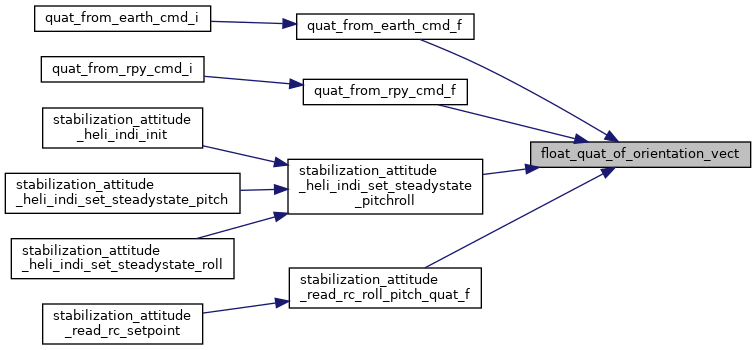 quat_from_earth_cmd_i
quat_from_earth_cmd_f
quat_from_rpy_cmd_i
quat_from_rpy_cmd_f
stabilization_attitude
_heli_indi_init
float_quat_of_orientation_vect
stabilization_attitude
_heli_indi_set_steadystate
_pitchroll
stabilization_attitude
_heli_indi_set_steadystate_pitch
stabilization_attitude
_heli_indi_set_steadystate_roll
stabilization_attitude
_read_rc_roll_pitch_quat_f
stabilization_attitude
_read_rc_setpoint